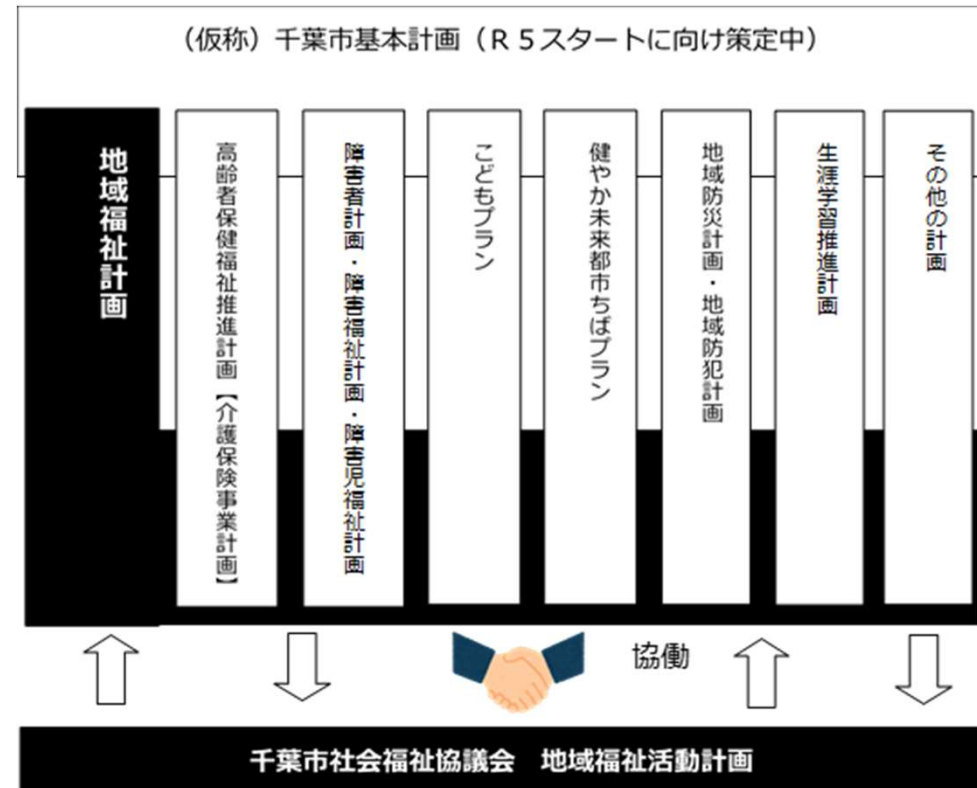 （仮称）千葉市基本計画（Ｒ５スタートに向け策定中）
地域福祉計画
高齢者保健福祉推進計画【介護保険事業計画】
障害者計画・障害福祉計画・障害児福祉計画
こどもプラン
健やか未来都市ちばプラン
地域防災計画・地域防犯計画
生涯学習推進計画
その他の計画
協働
千葉市社会福祉協議会　地域福祉活動計画